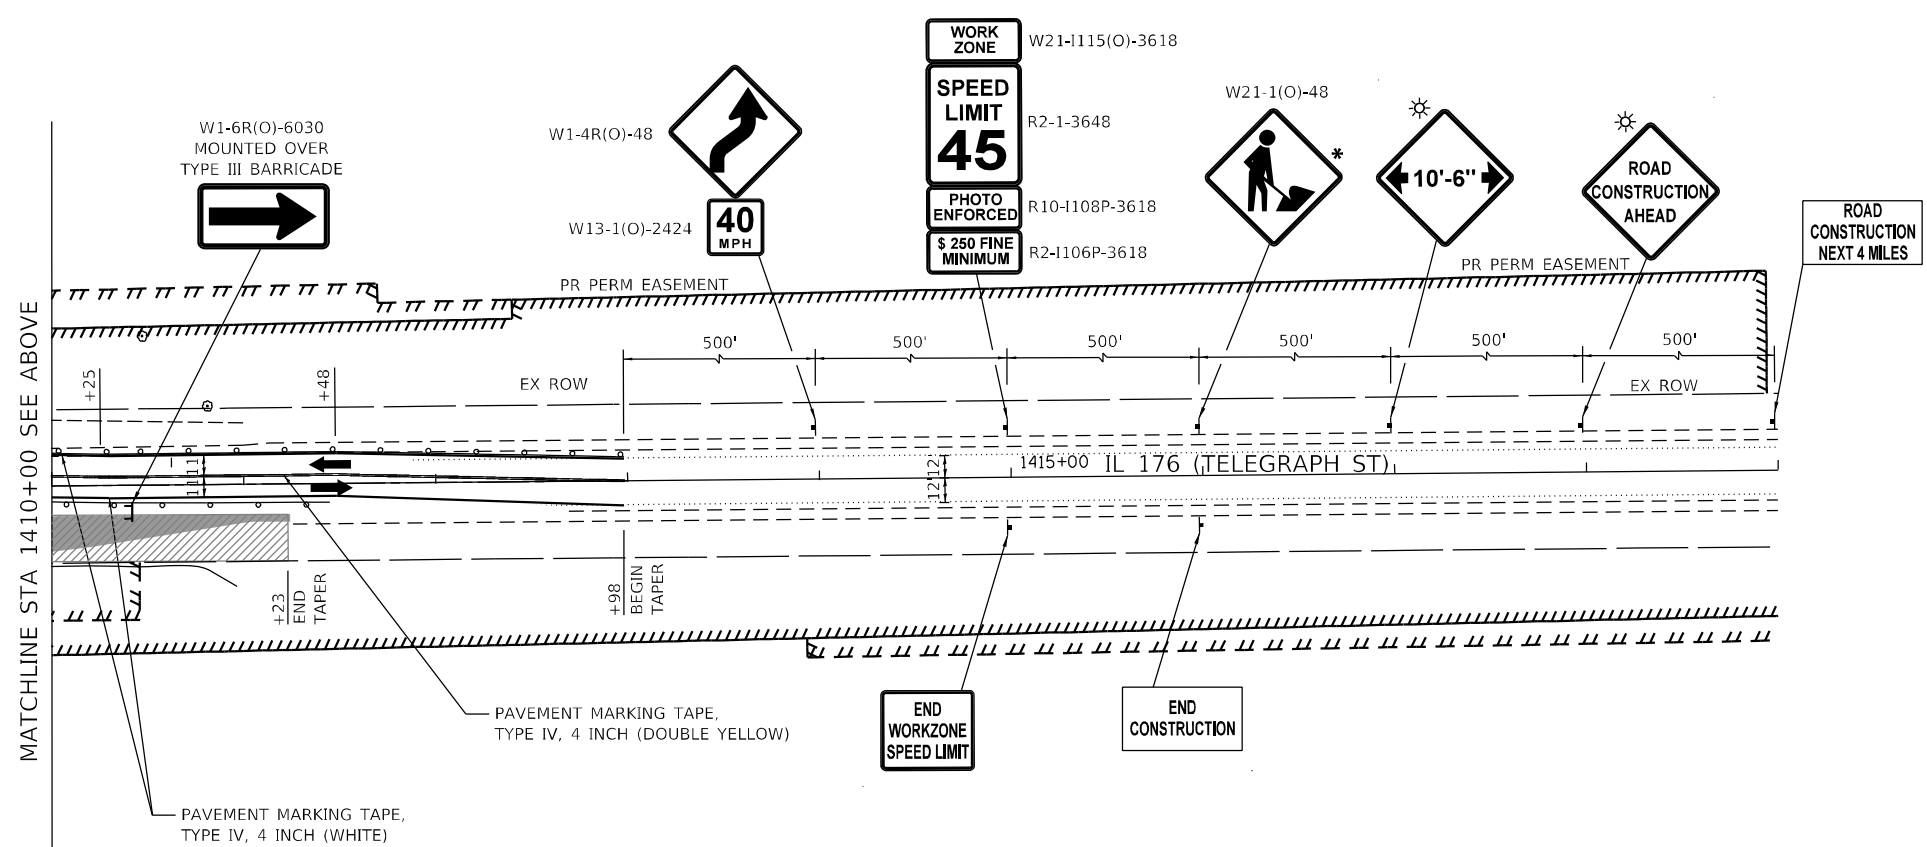 WORK
ZONE
W21-I115(O)-3618
SPEED
LIMIT
45
R2-1-3648
PHOTO
ENFORCED
R10-I108P-3618
$ 250 FINE
MINIMUM
R2-I106P-3618
W1-6R(O)-6030
MOUNTED OVER
TYPE III BARRICADE
W1-4R(O)-48
W13-1(O)-2424
40
MPH
W21-1(O)-48
*
10'-6"
ROAD
CONSTRUCTION
AHEAD
ROAD
CONSTRUCTION
NEXT 4 MILES
PR PERM EASEMENT
PR PERM EASEMENT
500'
500'
500'
500'
500'
500'
MATCHLINE STA 1410+00 SEE ABOVE
+25
+48
EX ROW
EX ROW
11
11
12'
12'
1415+00
IL 176 (TELEGRAPH ST)
+23
END
TAPER
+98
BEGIN
TAPER
PAVEMENT MARKING TAPE,
TYPE IV, 4 INCH (DOUBLE YELLOW)
END
WORKZONE
SPEED LIMIT
END
CONSTRUCTION
PAVEMENT MARKING TAPE,
TYPE IV, 4 INCH (WHITE)